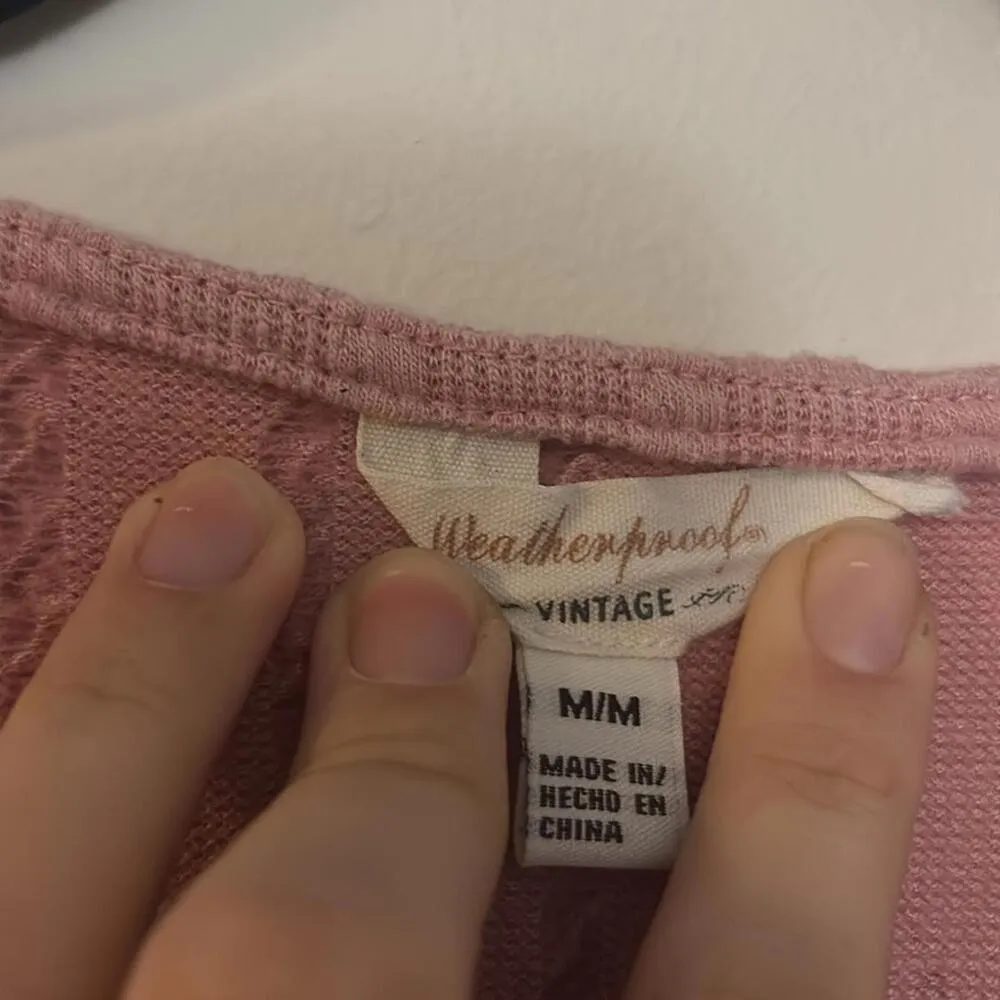 Weatherproof®
VINTAGE
M/M
MADE IN/
HECHO EN
CHINA